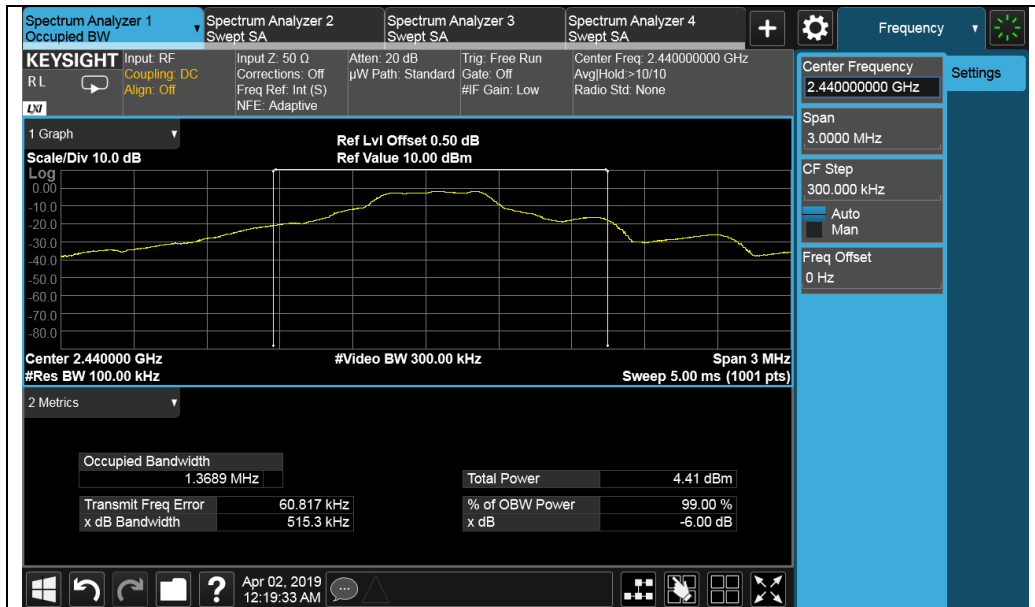 Spectrum Analyzer 1
Occupied BW
Spectrum Analyzer 2
Swept SA
Spectrum Analyzer 3
Swept SA
Spectrum Analyzer 4
Swept SA
+
Frequency
KEYSIGHT
R L
LXI
Input: RF
Coupling: DC
Align: Off
Input Z: 50 Ω
Corrections: Off
Freq Ref: Int (S)
NFE: Adaptive
Atten: 20 dB
µW Path: Standard
Trig: Free Run
Gate: Off
#IF Gain: Low
Center Freq: 2.440000000 GHz
Avg|Hold:>10/10
Radio Std: None
Center Frequency
2.440000000 GHz
Settings
Span
3.0000 MHz
CF Step
300.000 kHz
Auto
Man
Freq Offset
0 Hz
1 Graph
Scale/Div 10.0 dB
Ref Lvl Offset 0.50 dB
Ref Value 10.00 dBm
Log
0.00
-10.0
-20.0
-30.0
-40.0
-50.0
-60.0
-70.0
-80.0
Center 2.440000 GHz
#Res BW 100.00 kHz
#Video BW 300.00 kHz
Span 3 MHz
Sweep 5.00 ms (1001 pts)
2 Metrics
Occupied Bandwidth
1.3689 MHz
Total Power 4.41 dBm
Transmit Freq Error 60.817 kHz
% of OBW Power 99.00 %
x dB Bandwidth 515.3 kHz
x dB -6.00 dB
?
Apr 02, 2019
12:19:33 AM